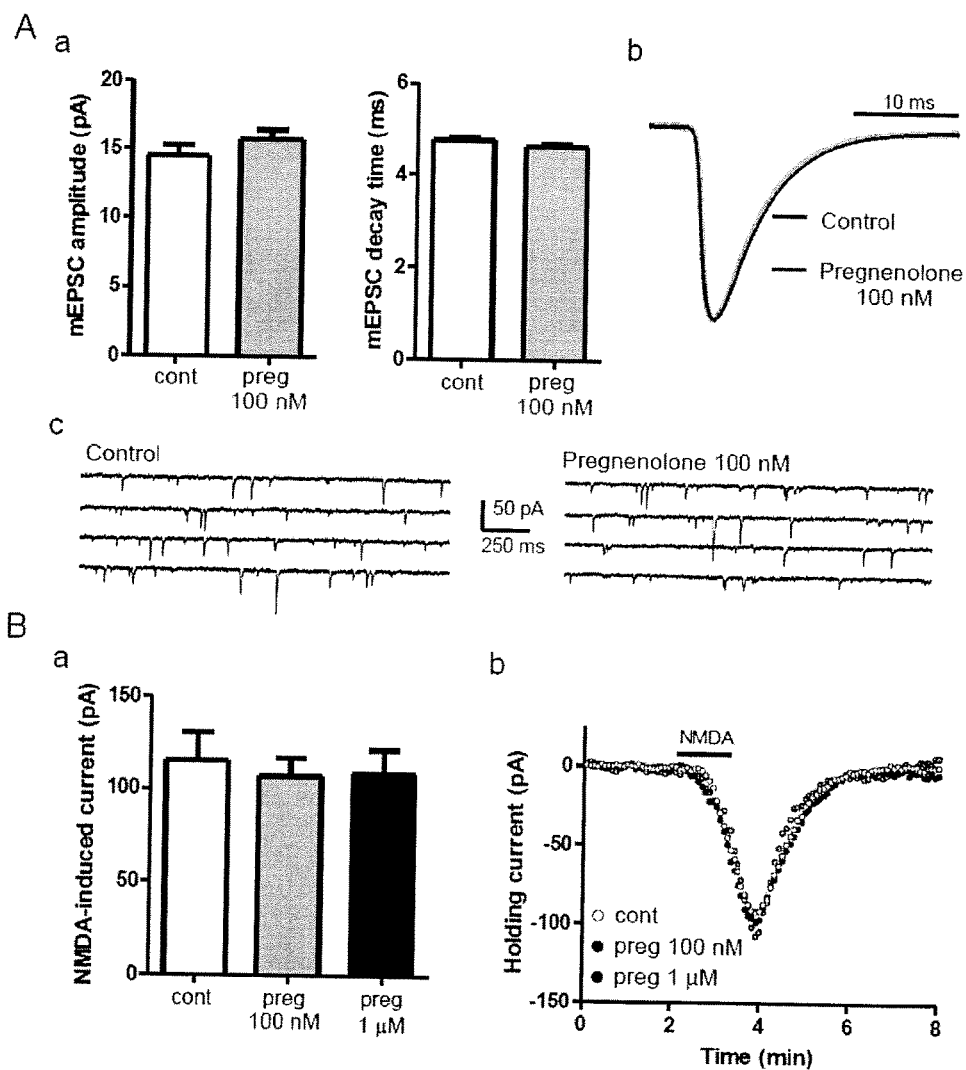 A
a
20
15
10
5
0
mEPSC amplitude (pA)
cont
preg
100 nM
6
4
2
0
mEPSC decay time (ms)
cont
preg
100 nM
b
10 ms
Control
Pregnenolone
100 nM
c
Control
50 pA
250 ms
Pregnenolone 100 nM
B
a
150
100
50
0
NMDA-induced current (pA)
cont
preg
100 nM
preg
1 µM
b
NMDA
0
-50
-100
-150
Holding current (pA)
cont
preg 100 nM
preg 1 µM
0
2
4
6
8
Time (min)